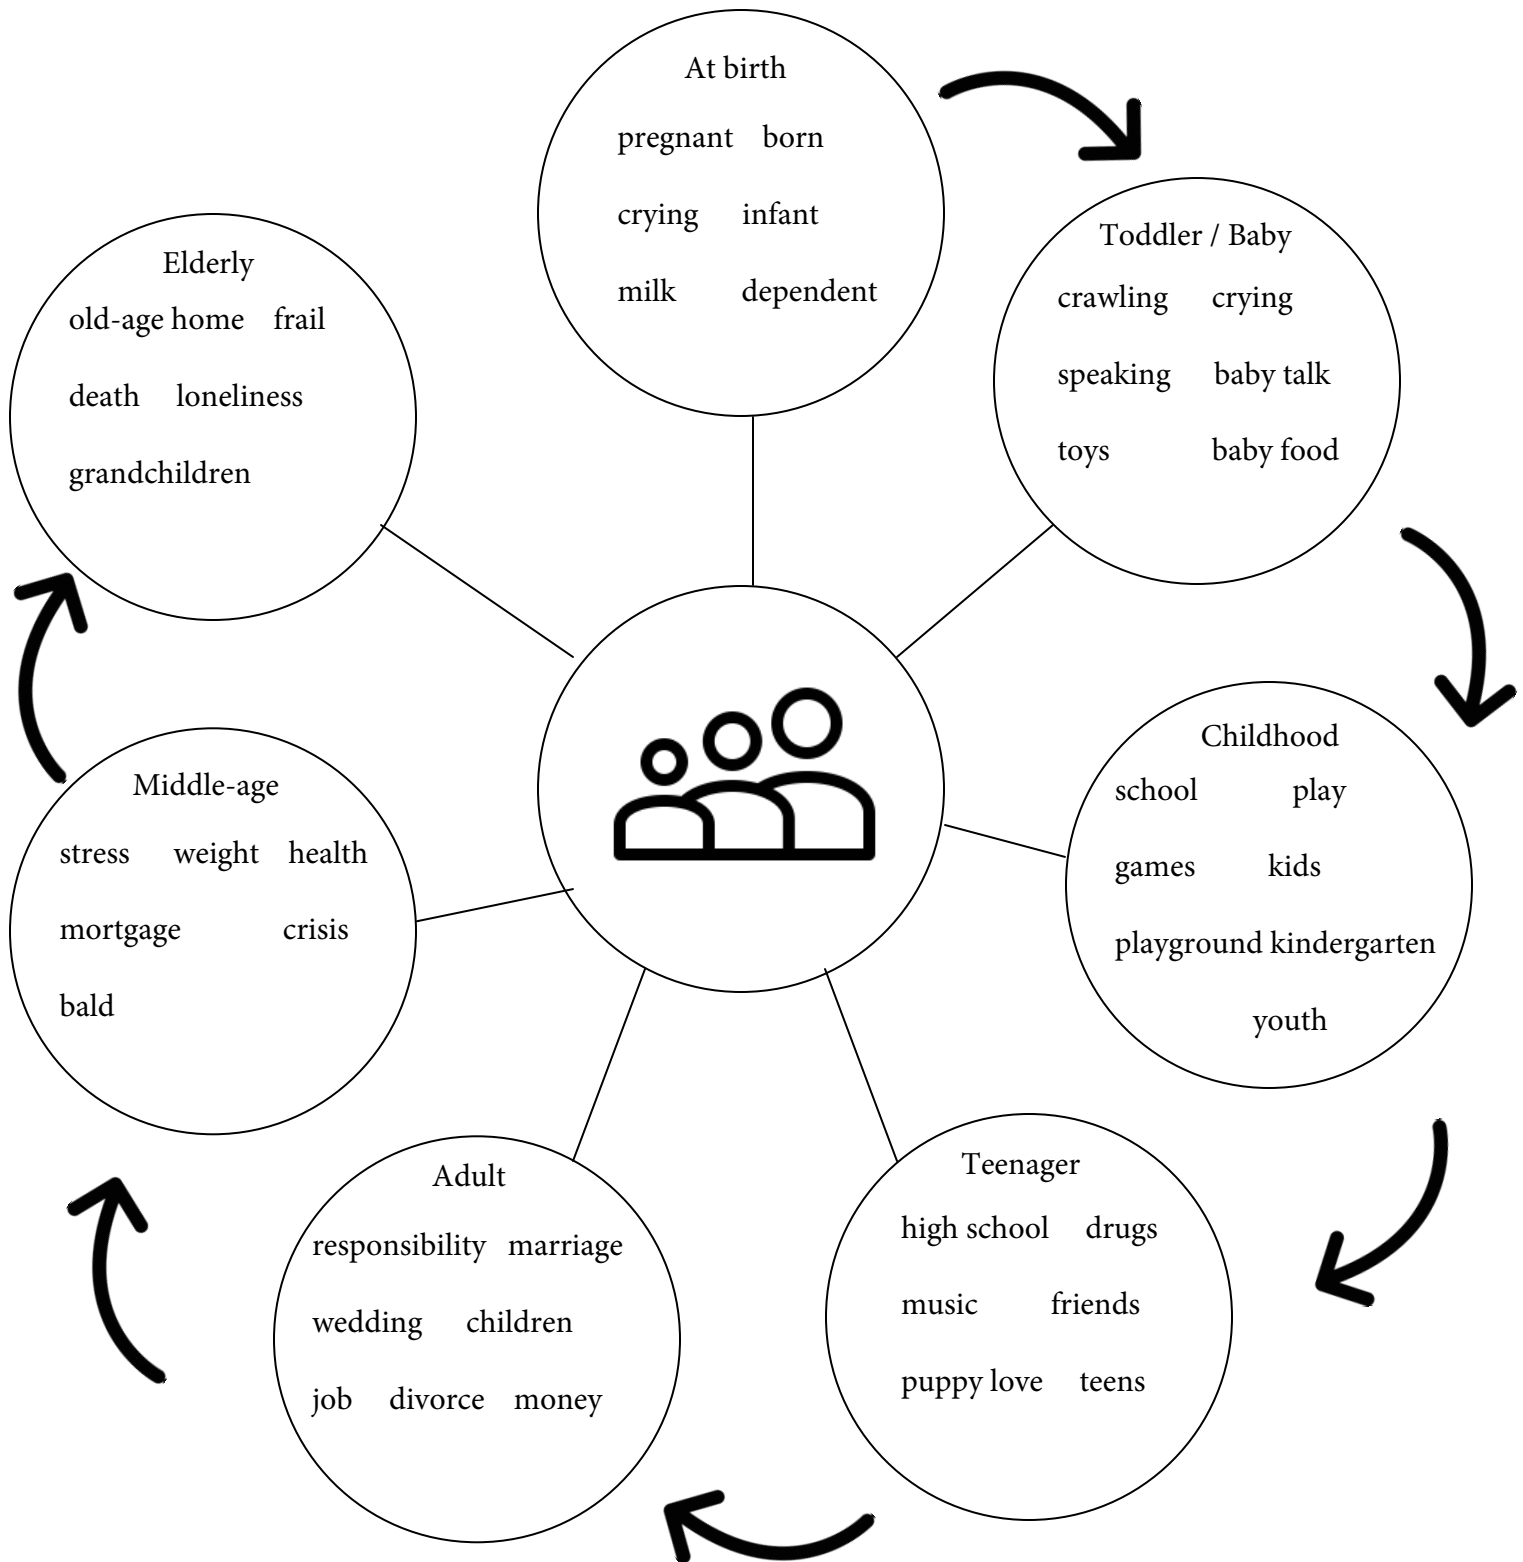 At birth
pregnant born
crying infant
milk dependent
Toddler / Baby
crawling crying
speaking baby talk
toys baby food
Childhood
school play
games kids
playground kindergarten
youth
Teenager
high school drugs
music friends
puppy love teens
Adult
responsibility marriage
wedding children
job divorce money
Middle-age
stress weight health
mortgage crisis
bald
Elderly
old-age home frail
death loneliness
grandchildren